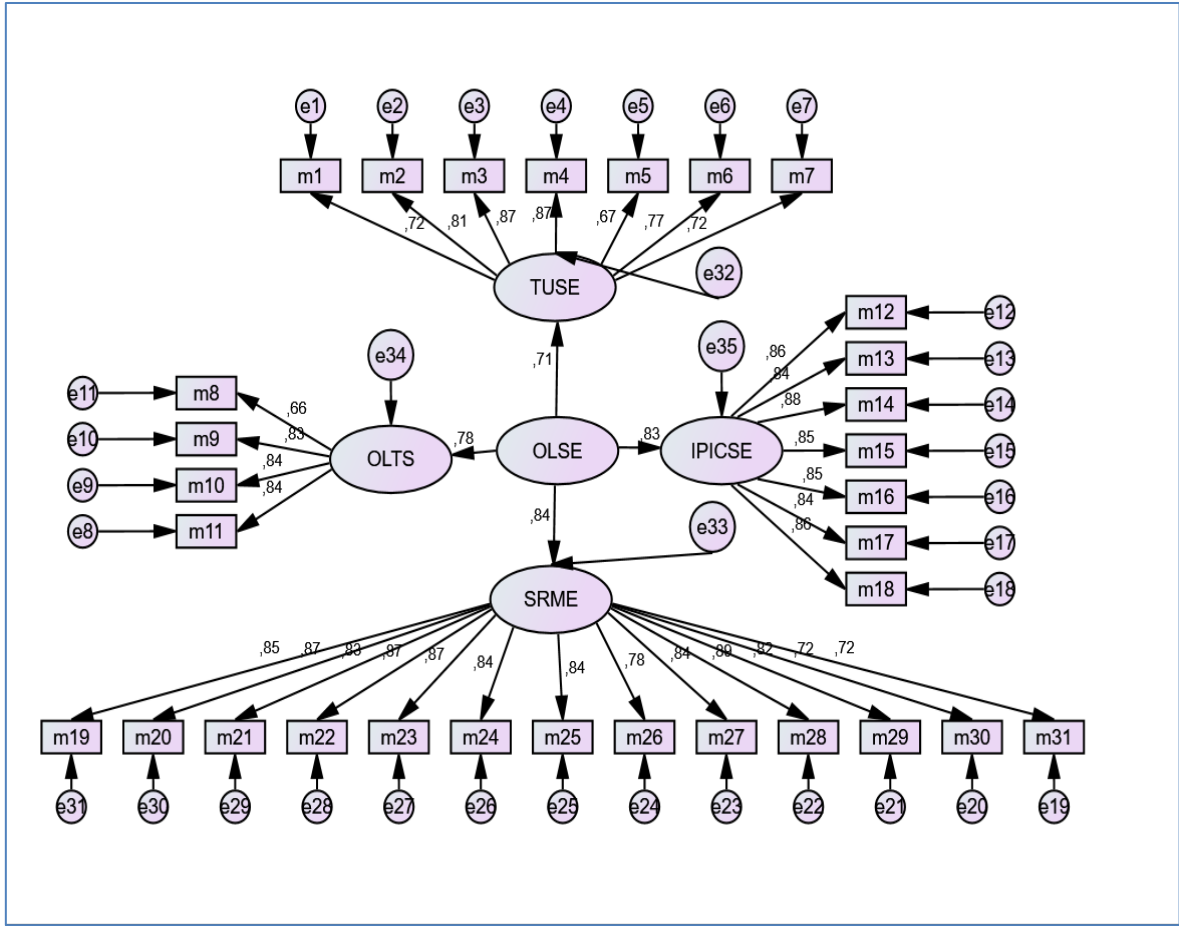 e1 e2 e3 e4 e5 e6 e7
m1 m2 m3 m4 m5 m6 m7
,72 ,81 ,87 ,87 ,67 ,77 ,72
e32
TUSE
,71
e34
e35
OLTS
,78
OLSE
,83
IPICSE
e11 m8 ,66
e10 m9 ,83
e9 m10 ,84
e8 m11 ,84
,86 m12 e12
,84 m13 e13
,88 m14 e14
,85 m15 e15
,85 m16 e16
,84 m17 e17
,86 m18 e18
,84
e33
SRME
,85 ,87 ,83 ,87 ,87 ,84 ,84 ,78 ,84 ,89 ,82 ,72 ,72
m19 m20 m21 m22 m23 m24 m25 m26 m27 m28 m29 m30 m31
e31 e30 e29 e28 e27 e26 e25 e24 e23 e22 e21 e20 e19